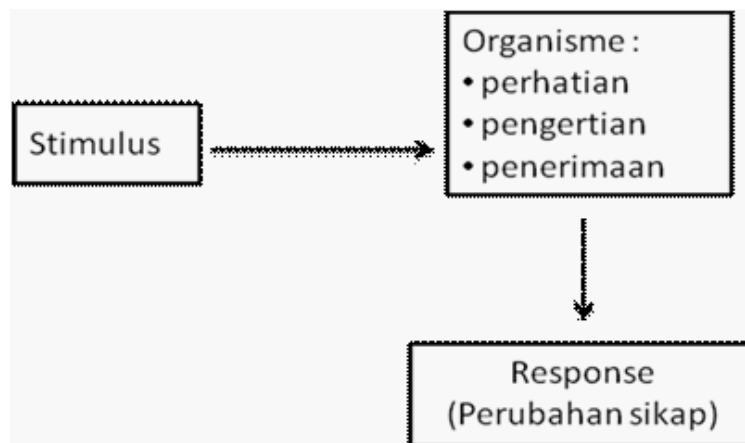 Stimulus
Organisme :
• perhatian
• pengertian
• penerimaan
Response
(Perubahan sikap)